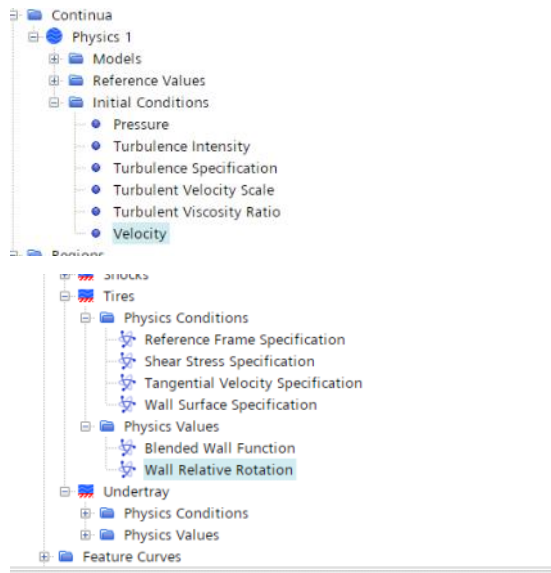 Continua
Physics 1
Models
Reference Values
Initial Conditions
Pressure
Turbulence Intensity
Turbulence Specification
Turbulent Velocity Scale
Turbulent Viscosity Ratio
Velocity
Regions
Shocks
Tires
Physics Conditions
Reference Frame Specification
Shear Stress Specification
Tangential Velocity Specification
Wall Surface Specification
Physics Values
Blended Wall Function
Wall Relative Rotation
Undertray
Physics Conditions
Physics Values
Feature Curves